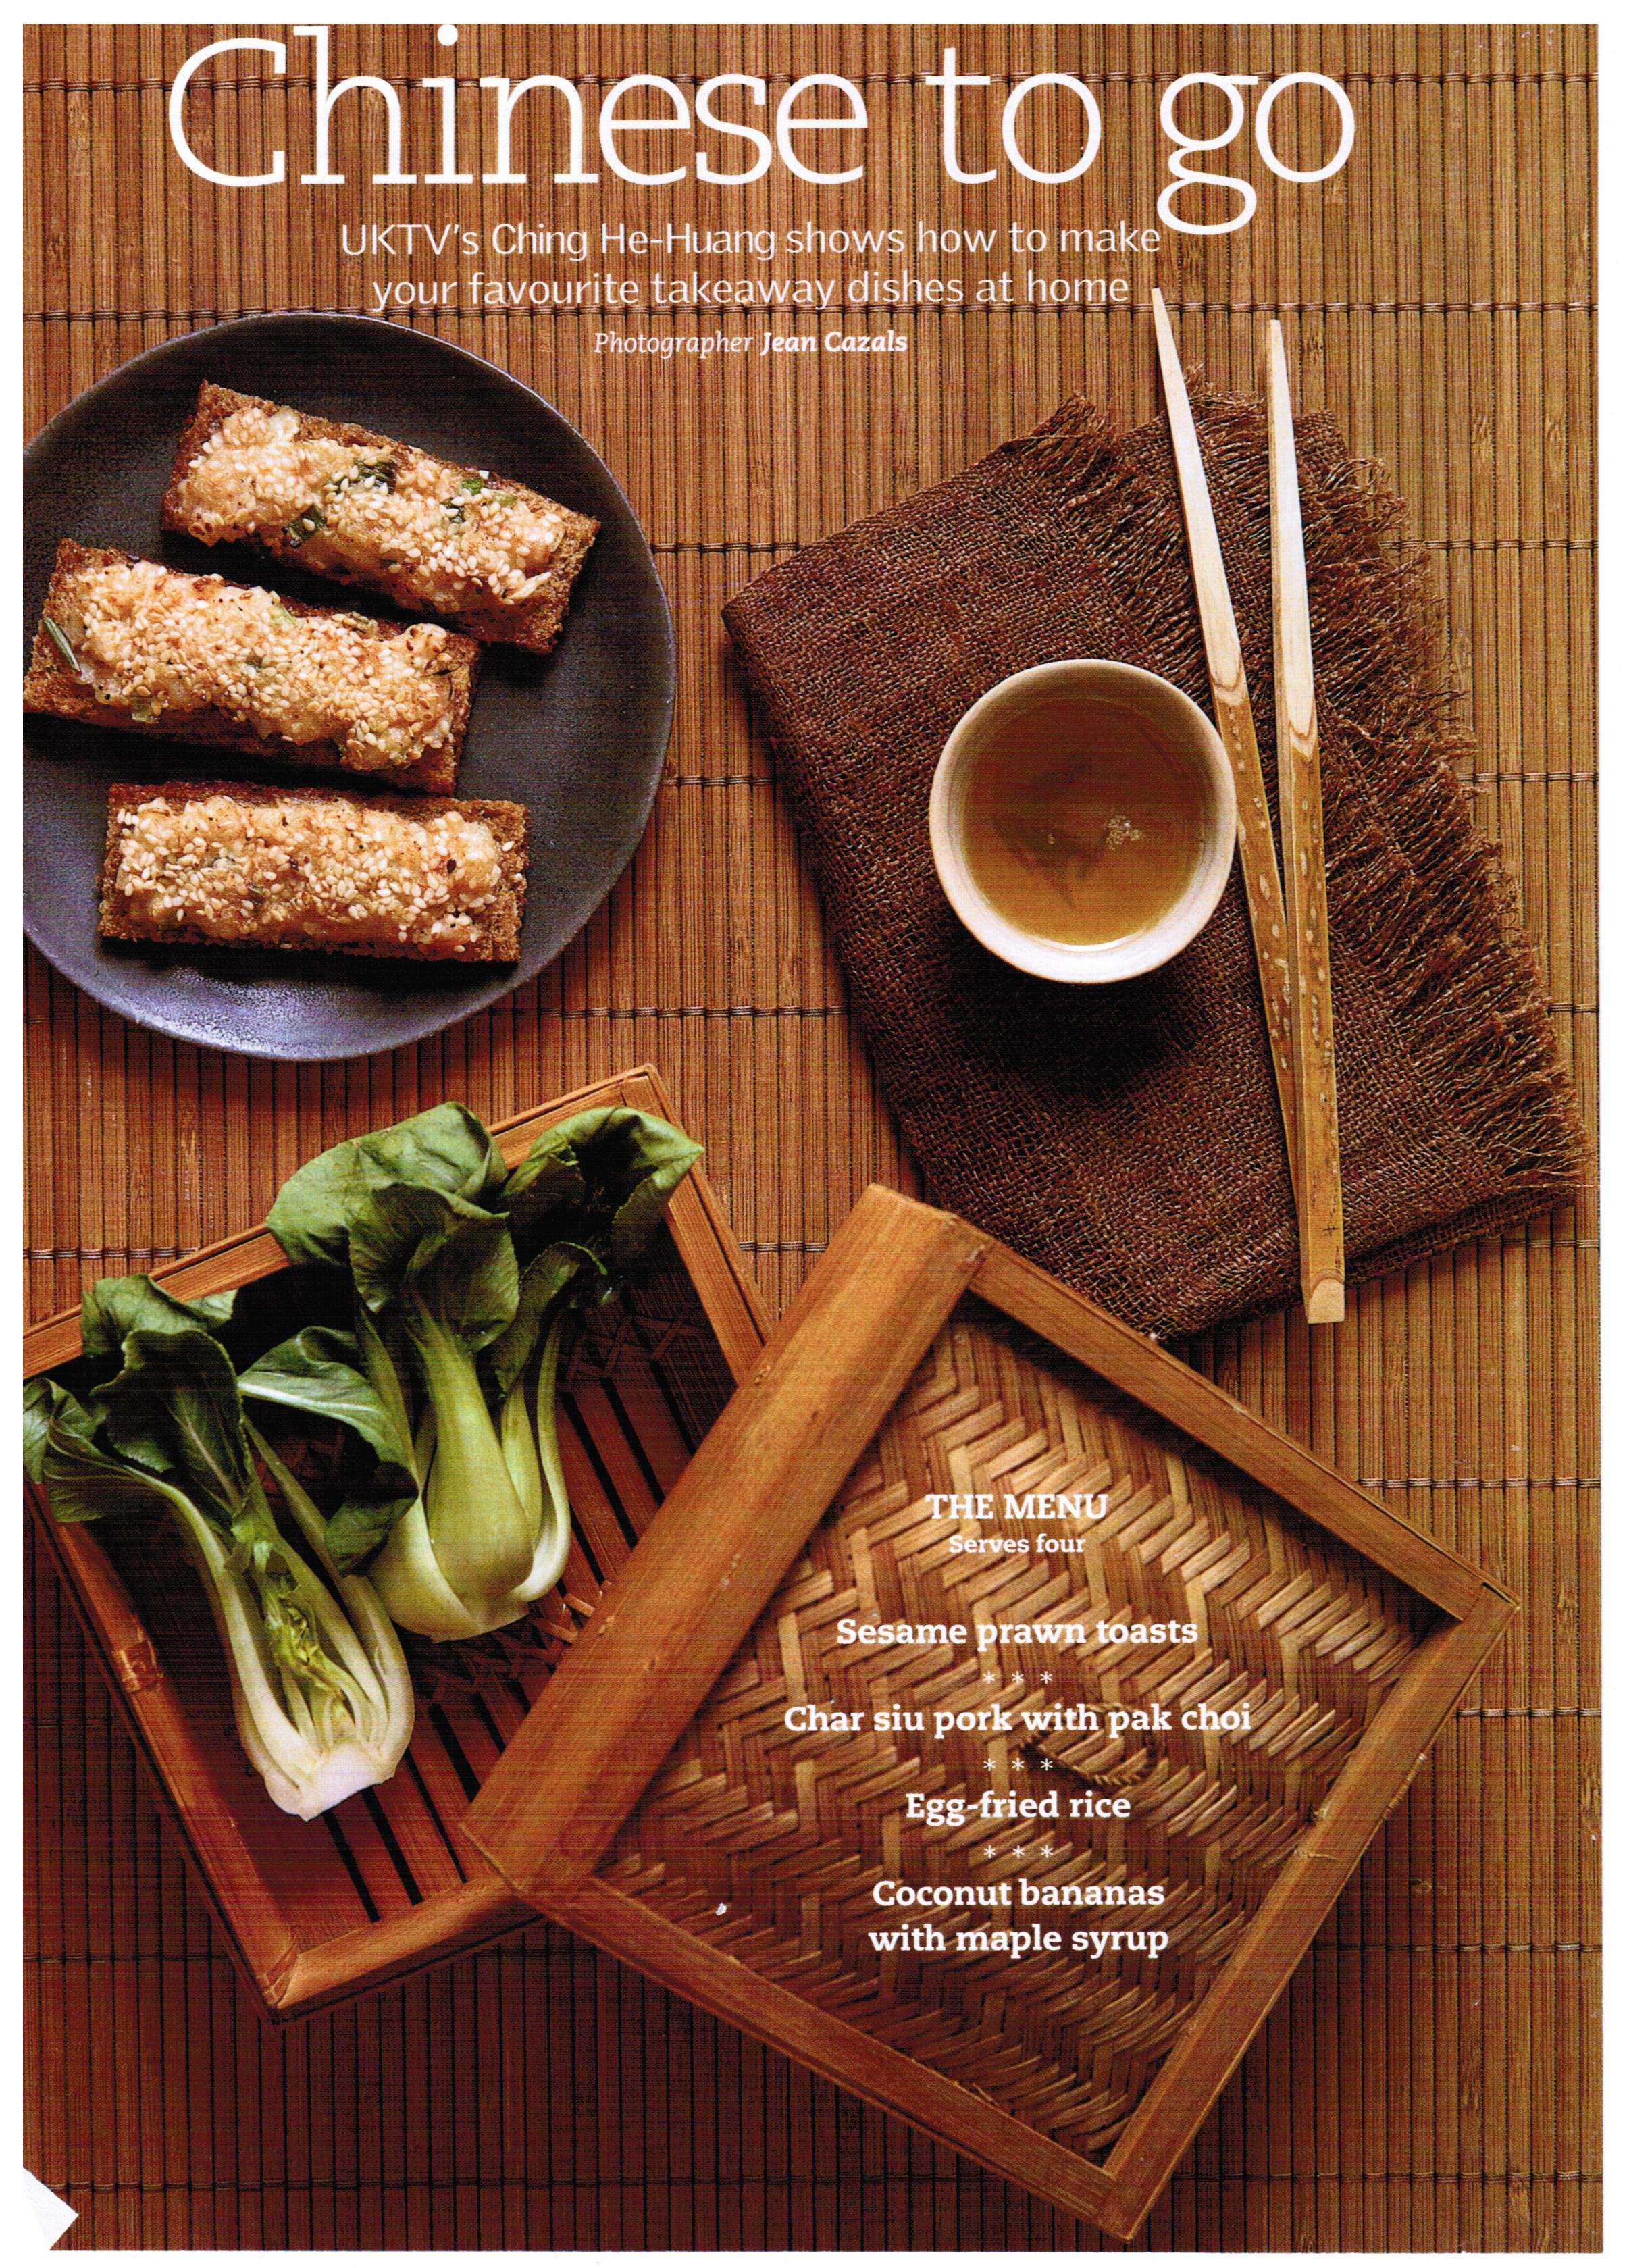 Chinese to go
UKTV's Ching He-Huang shows how to make
your favourite takeaway dishes at home
Photographer Jean Cazals
THE MENU
Serves four
Sesame prawn toasts
* * *
Char siu pork with pak choi
* * *
Egg-fried rice
* * *
Coconut bananas
with maple syrup